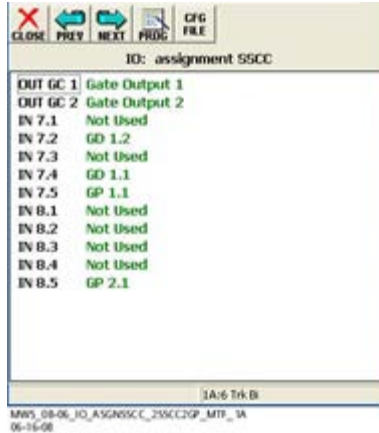 CLOSE PREV NEXT PROG CFG FILE
IO: assignment SSCC
OUT GC 1 Gate Output 1
OUT GC 2 Gate Output 2
IN 7.1 Not Used
IN 7.2 GD 1.2
IN 7.3 Not Used
IN 7.4 GD 1.1
IN 7.5 GP 1.1
IN 8.1 Not Used
IN 8.2 Not Used
IN 8.3 Not Used
IN 8.4 Not Used
IN 8.5 GP 2.1
1A:6 Trk Bi
MWS_08-06_IO_ASGNSSCC_2SSCC2GP_MTF_1A
06-16-08